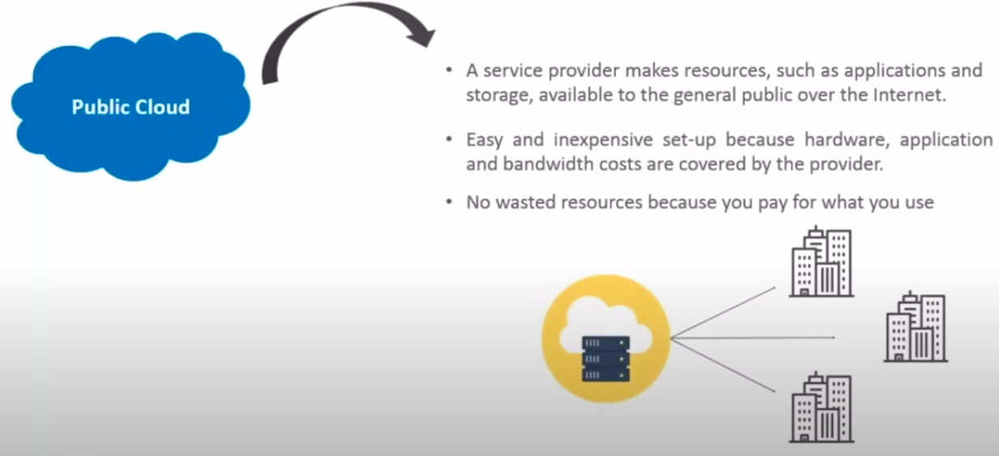 Public Cloud
• A service provider makes resources, such as applications and
storage, available to the general public over the Internet.
• Easy and inexpensive set-up because hardware, application
and bandwidth costs are covered by the provider.
• No wasted resources because you pay for what you use